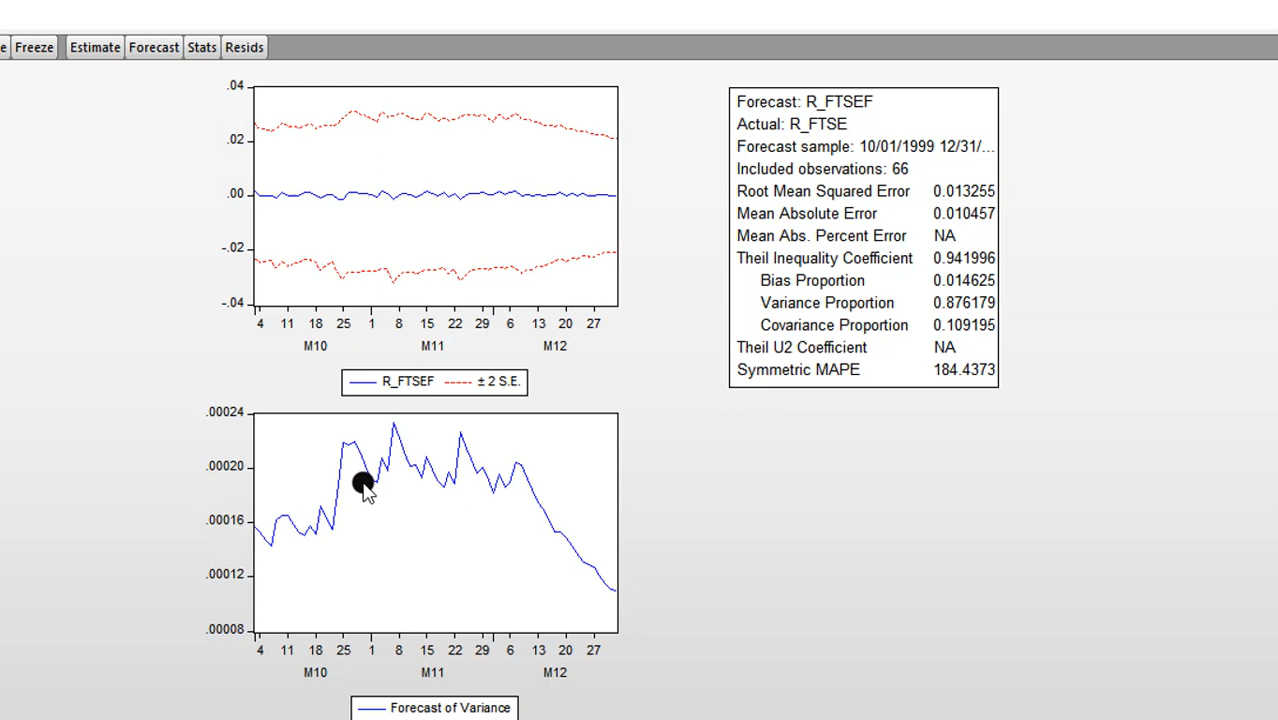 e Freeze Estimate Forecast Stats Resids
.04
.02
.00
-.02
-.04
4 11 18 25 1 8 15 22 29 6 13 20 27
M10 M11 M12
R_FTSEF ± 2 S.E.
Forecast: R_FTSEF
Actual: R_FTSE
Forecast sample: 10/01/1999 12/31/...
Included observations: 66
Root Mean Squared Error 0.013255
Mean Absolute Error 0.010457
Mean Abs. Percent Error NA
Theil Inequality Coefficient 0.941996
Bias Proportion 0.014625
Variance Proportion 0.876179
Covariance Proportion 0.109195
Theil U2 Coefficient NA
Symmetric MAPE 184.4373
.00024
.00020
.00016
.00012
.00008
4 11 18 25 1 8 15 22 29 6 13 20 27
M10 M11 M12
Forecast of Variance